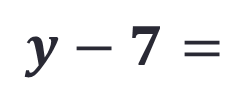 y − 7 =